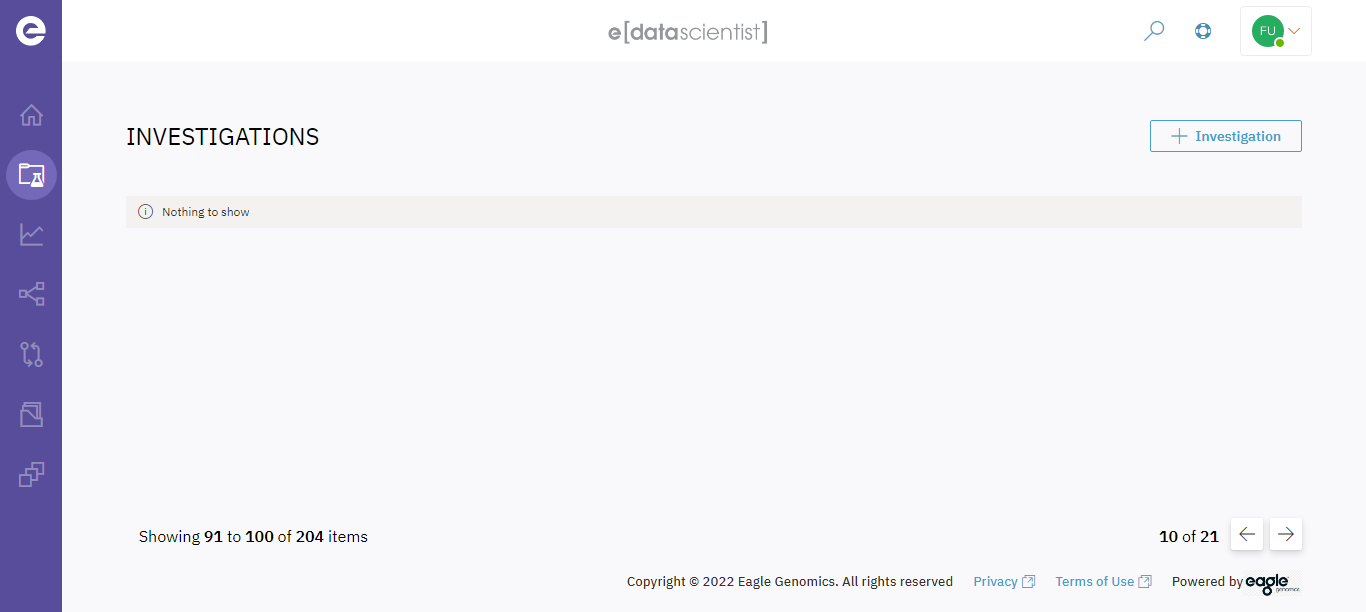 e[datascientist]
FU
INVESTIGATIONS
Investigation
Nothing to show
Showing 91 to 100 of 204 items
10 of 21
Copyright © 2022 Eagle Genomics. All rights reserved Privacy Terms of Use Powered by eagle genomics